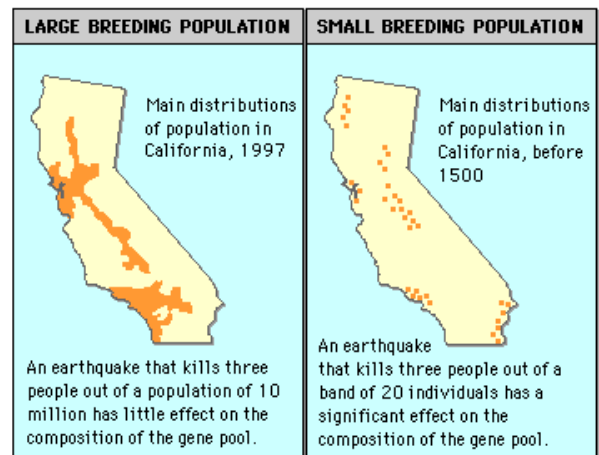 LARGE BREEDING POPULATION
Main distributions
of population in
California, 1997
An earthquake that kills three
people out of a population of 10
million has little effect on the
composition of the gene pool.
SMALL BREEDING POPULATION
Main distributions
of population in
California, before
1500
An earthquake
that kills three people out of a
band of 20 individuals has a
significant effect on the
composition of the gene pool.